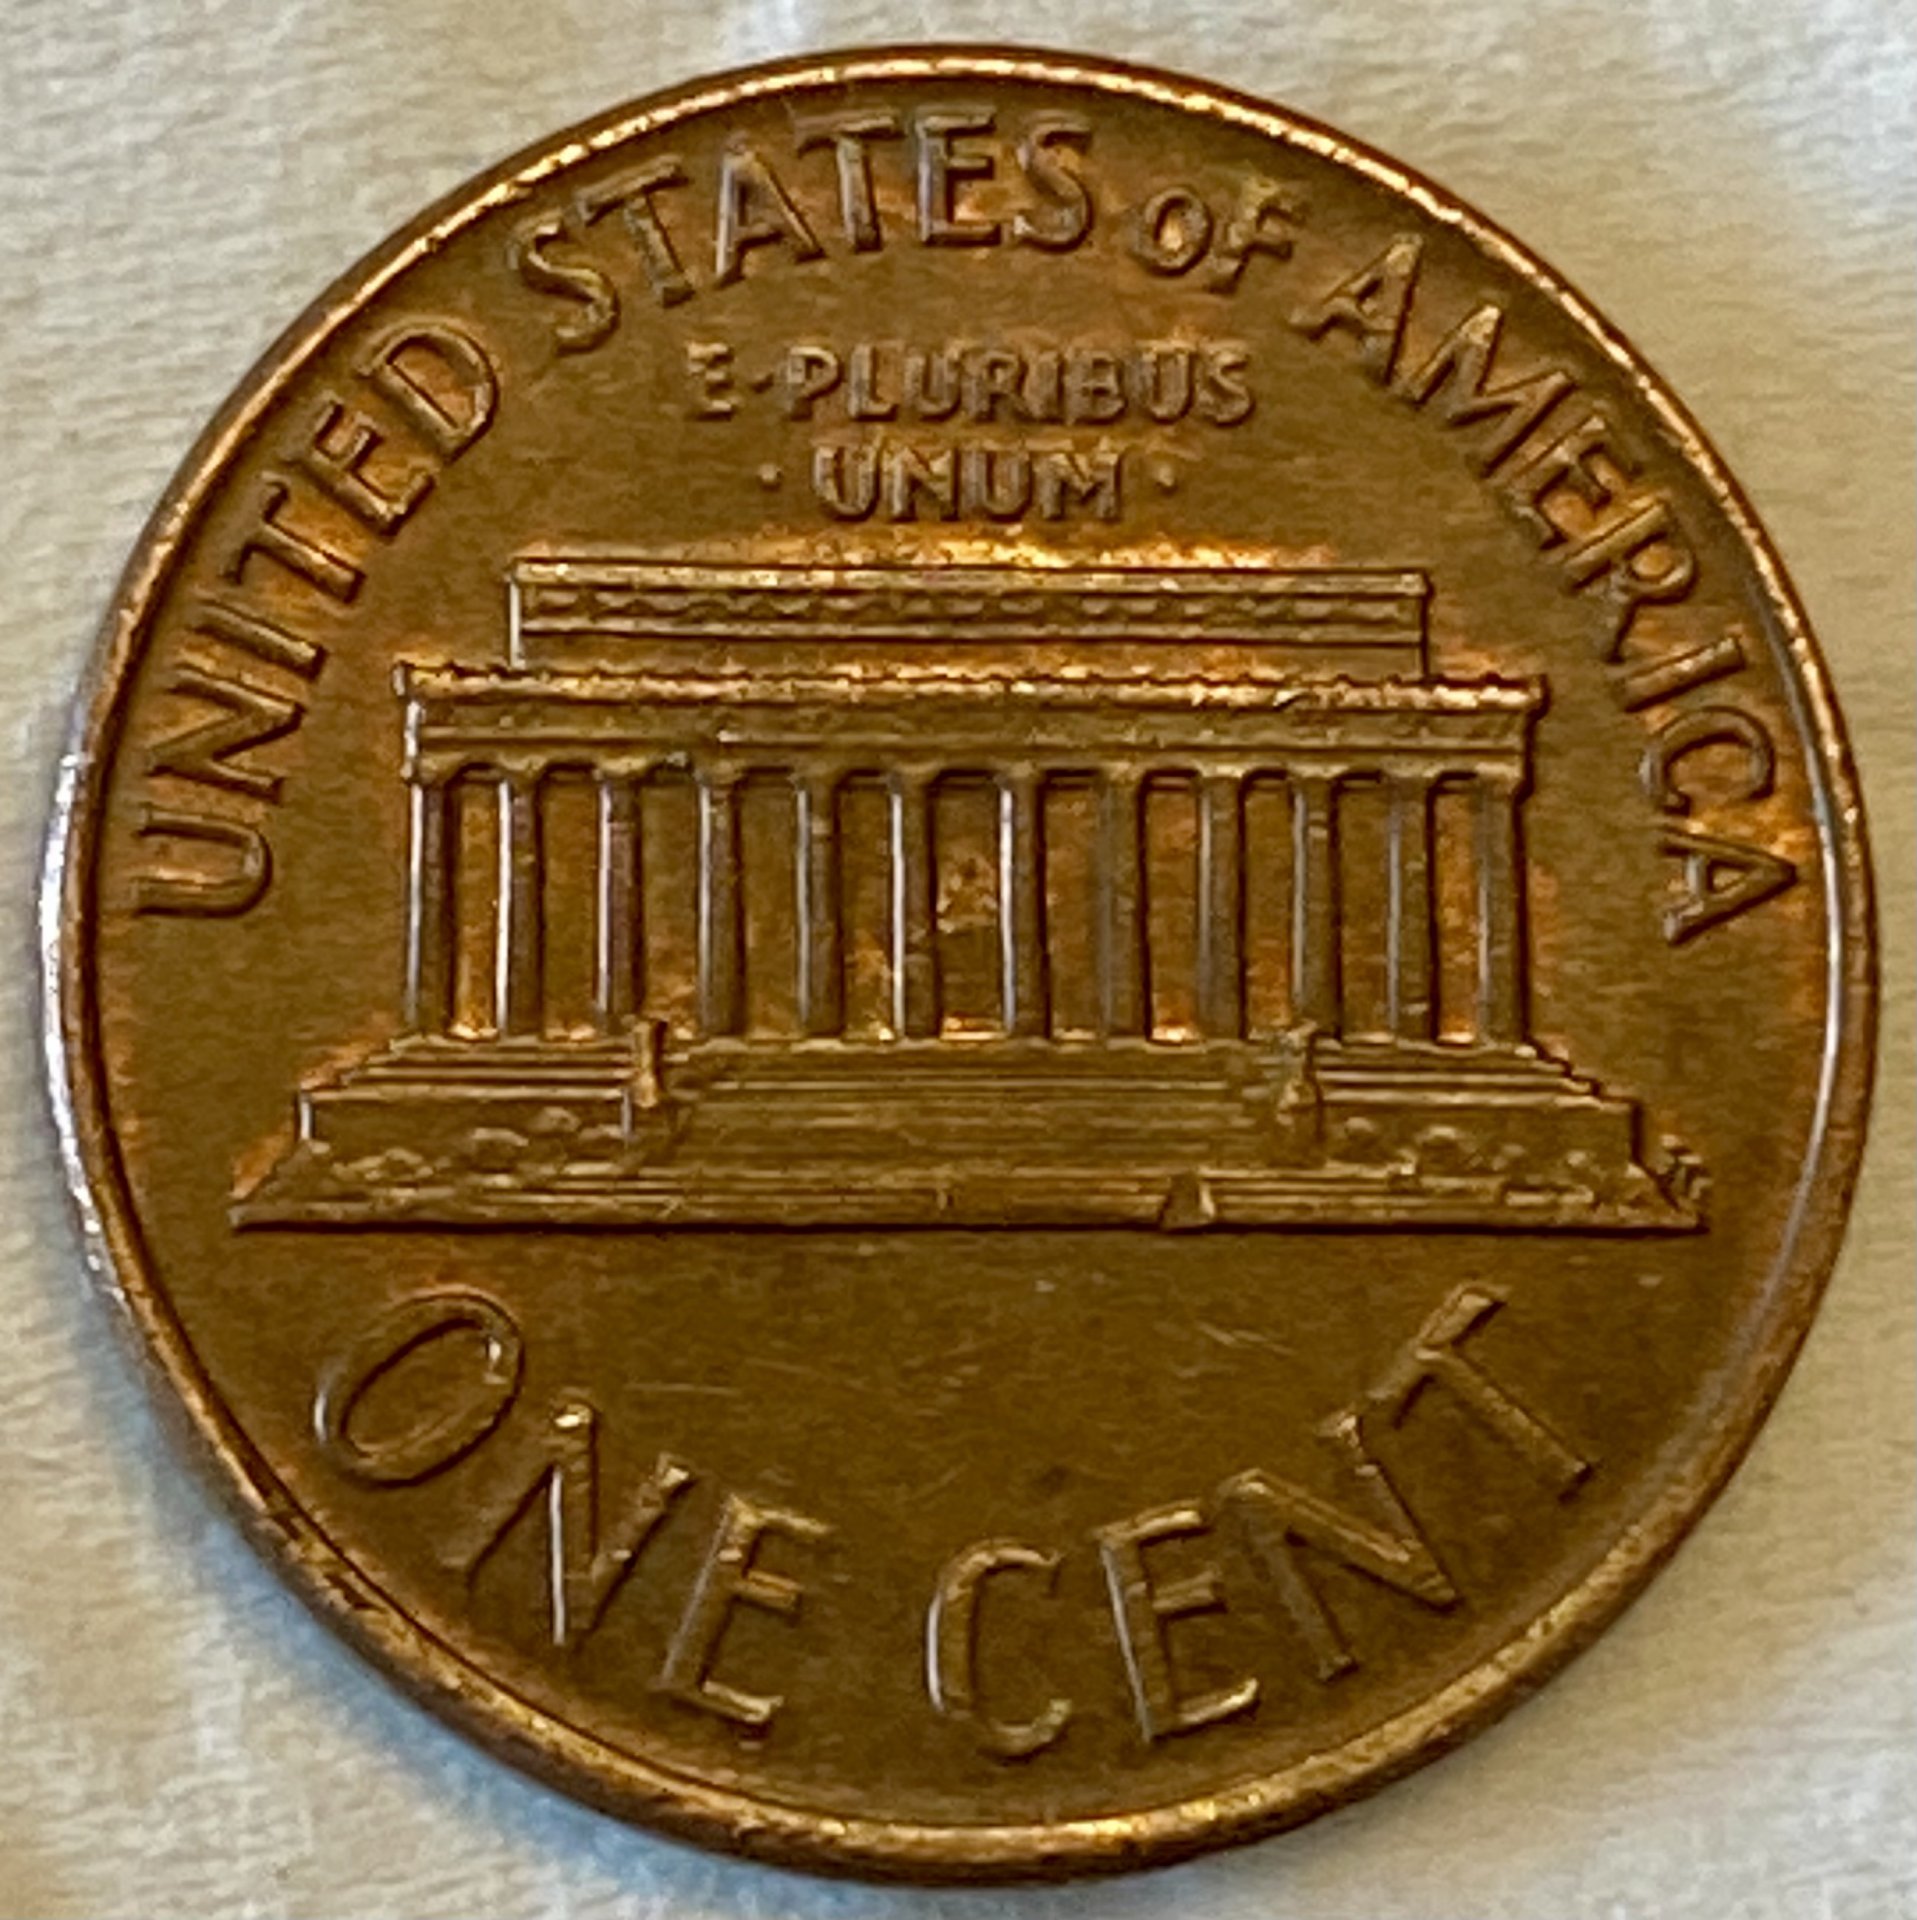 UNITED STATES OF AMERICA
E·PLURIBUS
· UNUM ·
ONE CENT